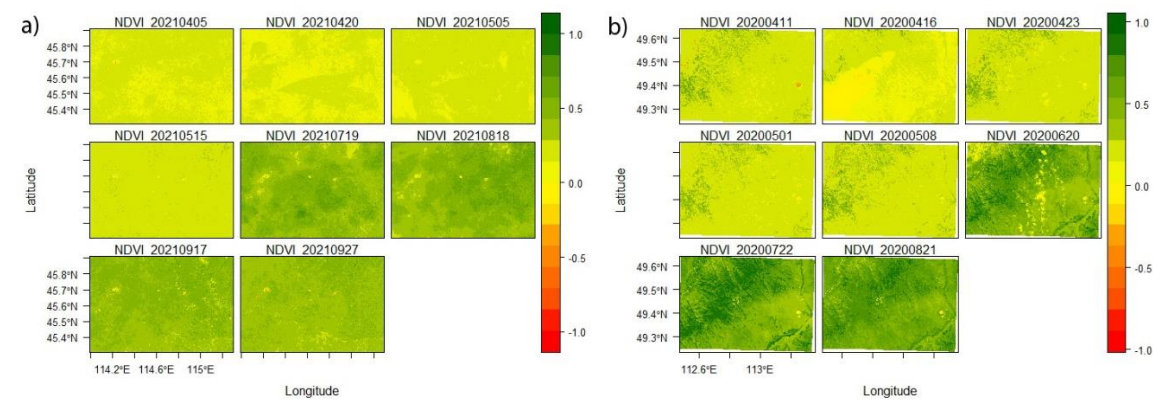 a)
NDVI_20210405 NDVI_20210420 NDVI_20210505
45.8°N
45.6°N
45.5°N
45.4°N
NDVI_20210515 NDVI_20210719 NDVI_20210818
NDVI_20210917 NDVI_20210927
45.8°N
45.7°N
45.6°N
45.5°N
45.4°N
114.2°E 114.6°E 115°E
Latitude
Longitude
1.0
0.5
0.0
-0.5
-1.0
b)
NDVI_20200411 NDVI_20200416 NDVI_20200423
49.6°N
49.5°N
49.4°N
49.3°N
NDVI_20200501 NDVI_20200508 NDVI_20200620
NDVI_20200722 NDVI_20200821
49.6°N
49.5°N
49.4°N
49.3°N
112.6°E 113°E
Latitude
Longitude
1.0
0.5
0.0
-0.5
-1.0